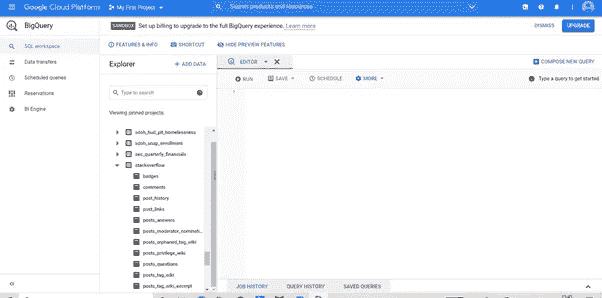 Google Cloud Platform
My First Project
Search products and resources
BigQuery
SANDBOX Set up billing to upgrade to the full BigQuery experience. Learn more
DISMISS
UPGRADE
SQL workspace
Data transfers
Scheduled queries
Reservations
BI Engine
FEATURES & INFO
SHORTCUT
HIDE PREVIEW FEATURES
Explorer
+ ADD DATA
Type to search
Viewing pinned projects.
sdoh_hud_pit_homelessness
sdoh_snap_enrollment
sec_quarterly_financials
stackoverflow
badges
comments
post_history
post_links
posts_answers
posts_moderator_nominati...
posts_orphaned_tag_wiki
posts_privilege_wiki
posts_questions
posts_tag_wiki
posts_tag_wiki_excerpt
EDITOR
COMPOSE NEW QUERY
RUN
SAVE
SCHEDULE
MORE
Type a query to get started
JOB HISTORY
QUERY HISTORY
SAVED QUERIES